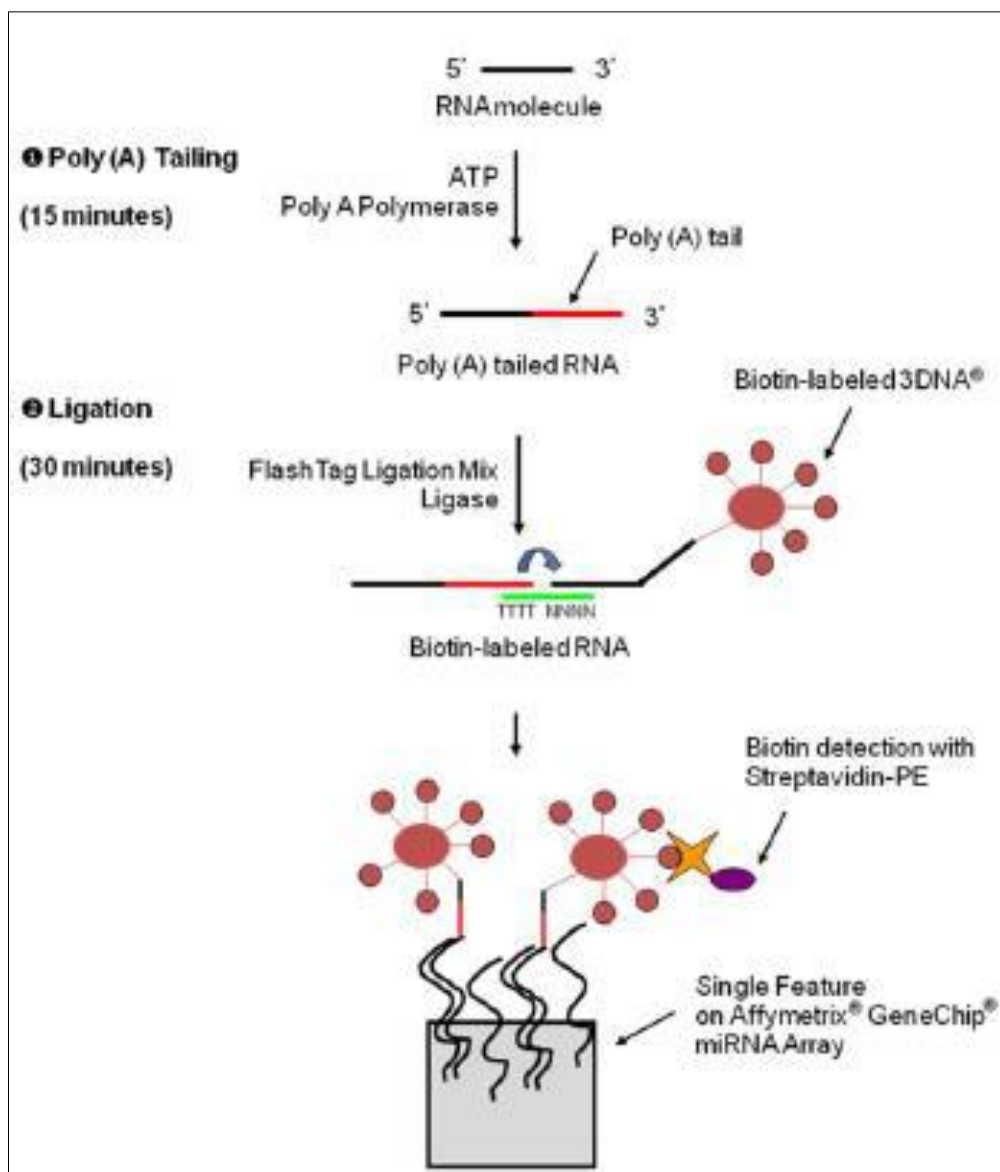 5' 3'
RNA molecule
❶ Poly (A) Tailing
(15 minutes)
ATP
Poly A Polymerase
Poly (A) tail
5' 3'
Poly (A) tailed RNA
Biotin-labeled 3DNA®
❷ Ligation
(30 minutes)
Flash Tag Ligation Mix
Ligase
TTTT NNNN
Biotin-labeled RNA
Biotin detection with
Streptavidin-PE
Single Feature
on Affymetrix® GeneChip®
miRNA Array